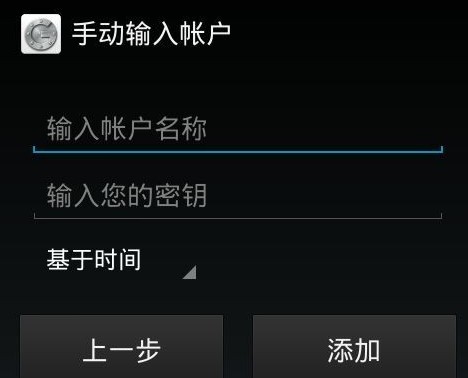 手动输入帐户
输入帐户名称
输入您的密钥
基于时间
上一步 添加